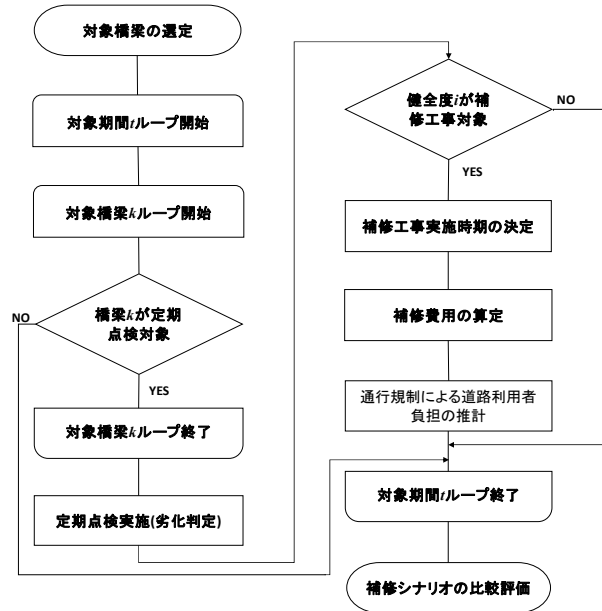 対象橋梁の選定
対象期間tループ開始
対象橋梁kループ開始
橋梁kが定期
点検対象
NO
YES
対象橋梁kループ終了
定期点検実施(劣化判定)
健全度iが補
修工事対象
NO
YES
補修工事実施時期の決定
補修費用の算定
通行規制による道路利用者
負担の推計
対象期間tループ終了
補修シナリオの比較評価